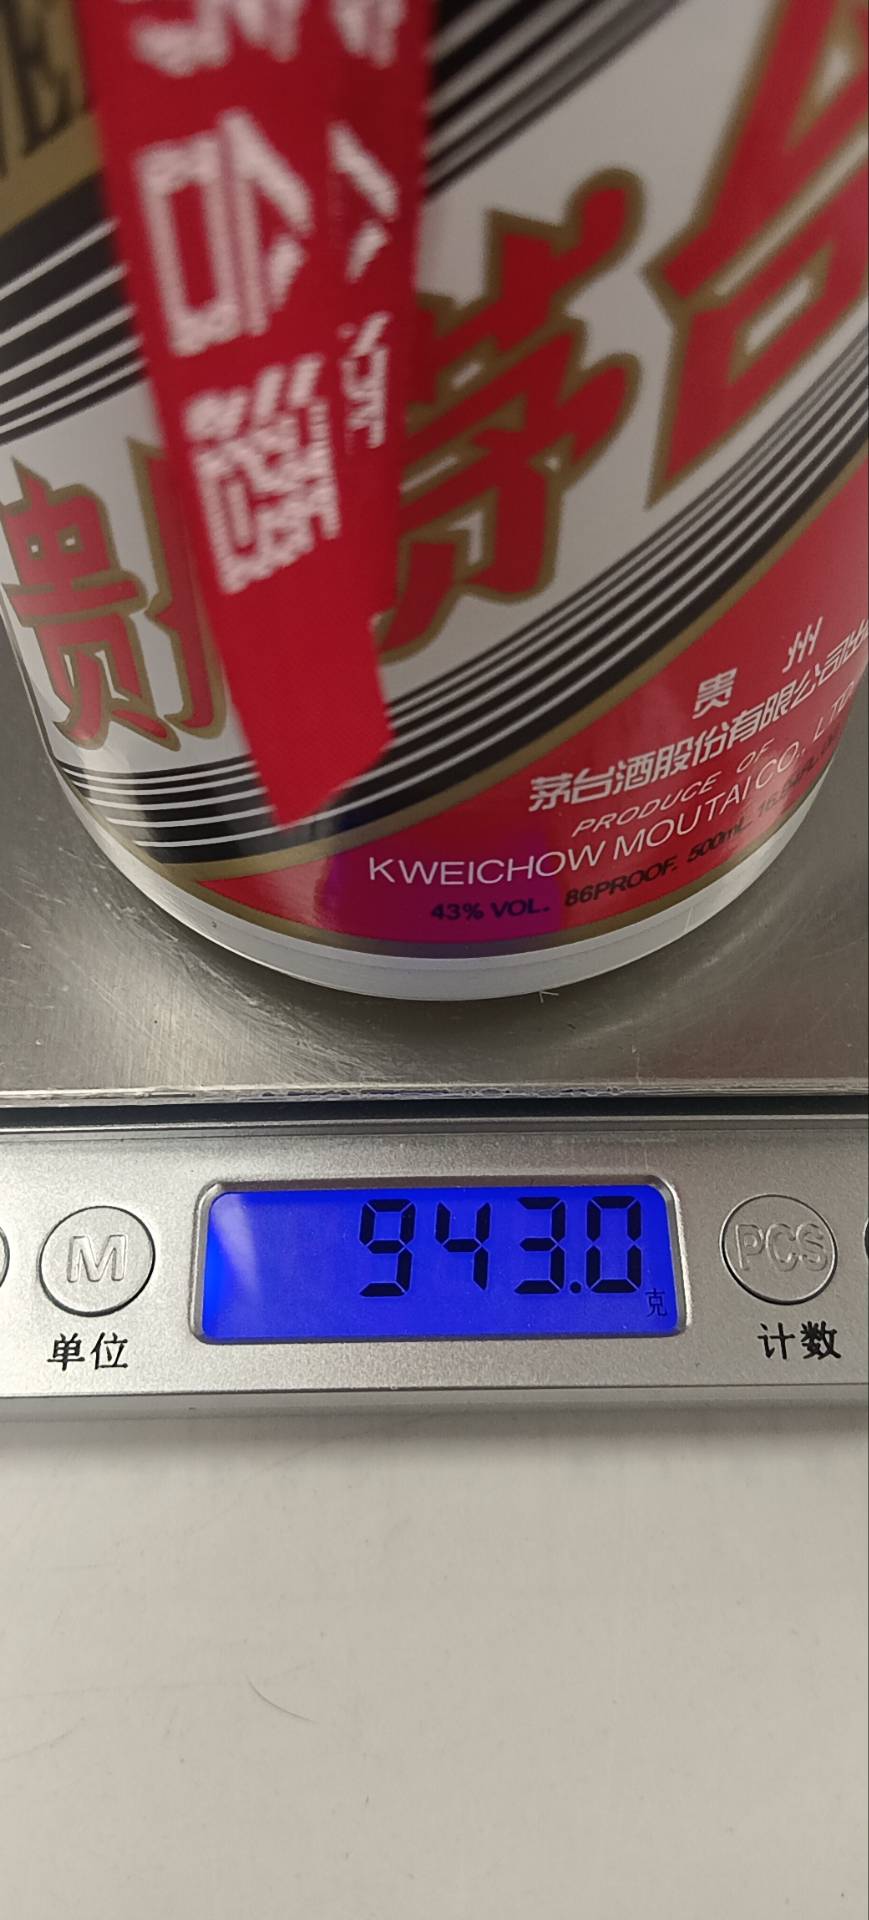 贵
茅台
贵 州
茅台酒股份有限公司出
PRODUCE OF
KWEICHOW MOUTAI CO., LTD
43% VOL. 86PROOF. 500mL
943.0
克
M
单位
PCS
计数